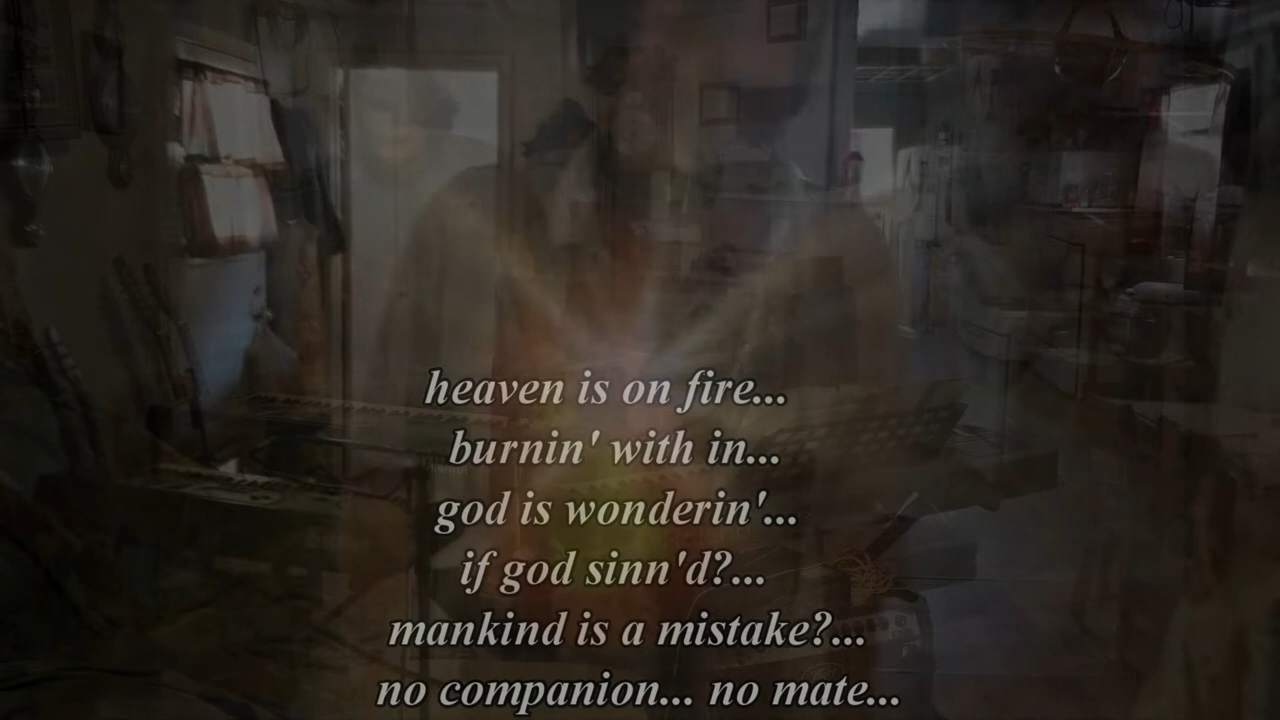 heaven is on fire...
burnin' with in...
god is wonderin'...
if god sinn'd?...
mankind is a mistake?...
no companion... no mate...